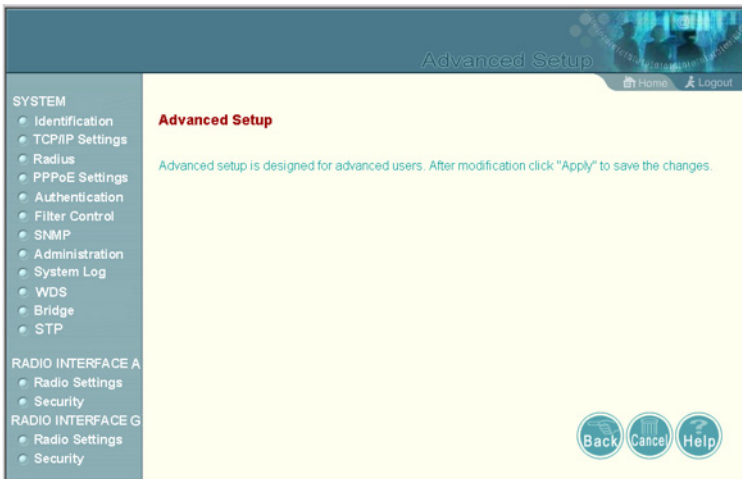 Advanced Setup
Home Logout
SYSTEM
Identification
TCP/IP Settings
Radius
PPPoE Settings
Authentication
Filter Control
SNMP
Administration
System Log
WDS
Bridge
STP
RADIO INTERFACE A
Radio Settings
Security
RADIO INTERFACE G
Radio Settings
Security
Advanced Setup
Advanced setup is designed for advanced users. After modification click "Apply" to save the changes.
Back Cancel Help